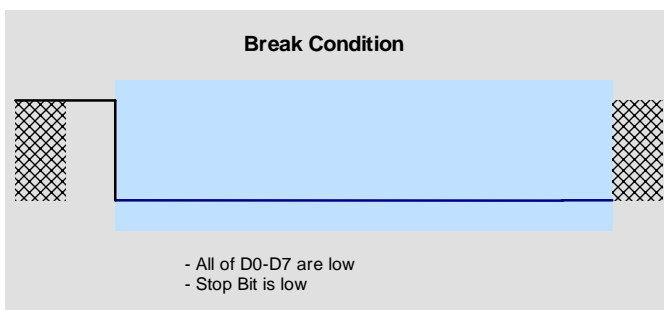 Break Condition
- All of D0-D7 are low
- Stop Bit is low